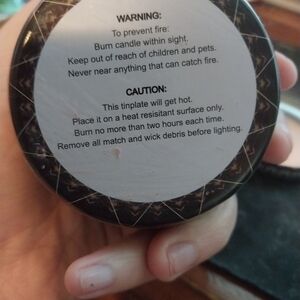 WARNING:
To prevent fire:
Burn candle within sight.
Keep out of reach of children and pets.
Never near anything that can catch fire.
CAUTION:
This tinplate will get hot.
Place it on a heat resisitant surface only.
Burn no more than two hours each time.
Remove all match and wick debris before lighting.